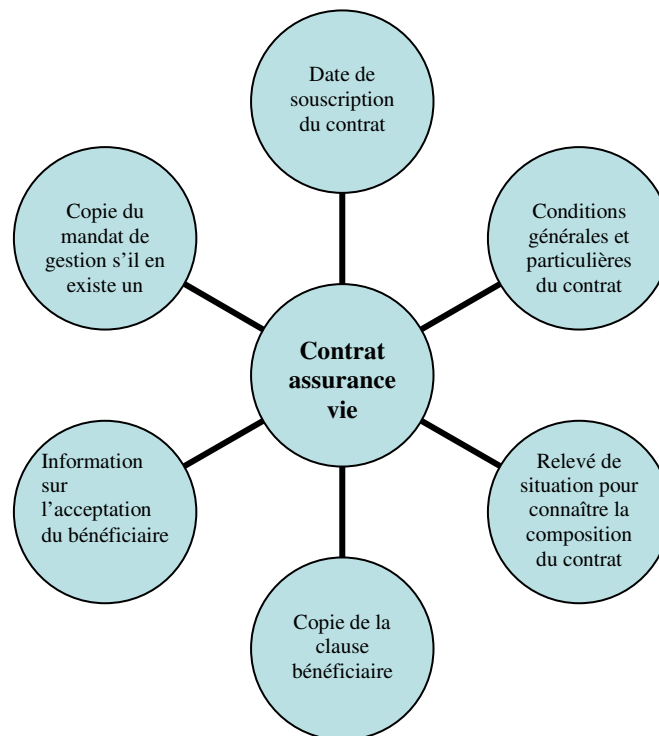 Date de
souscription
du contrat
Copie du
mandat de
gestion s’il en
existe un
Conditions
générales et
particulières
du contrat
Contrat
assurance
vie
Information
sur
l’acceptation
du bénéficiaire
Relevé de
situation pour
connaître la
composition
du contrat
Copie de la
clause
bénéficiaire